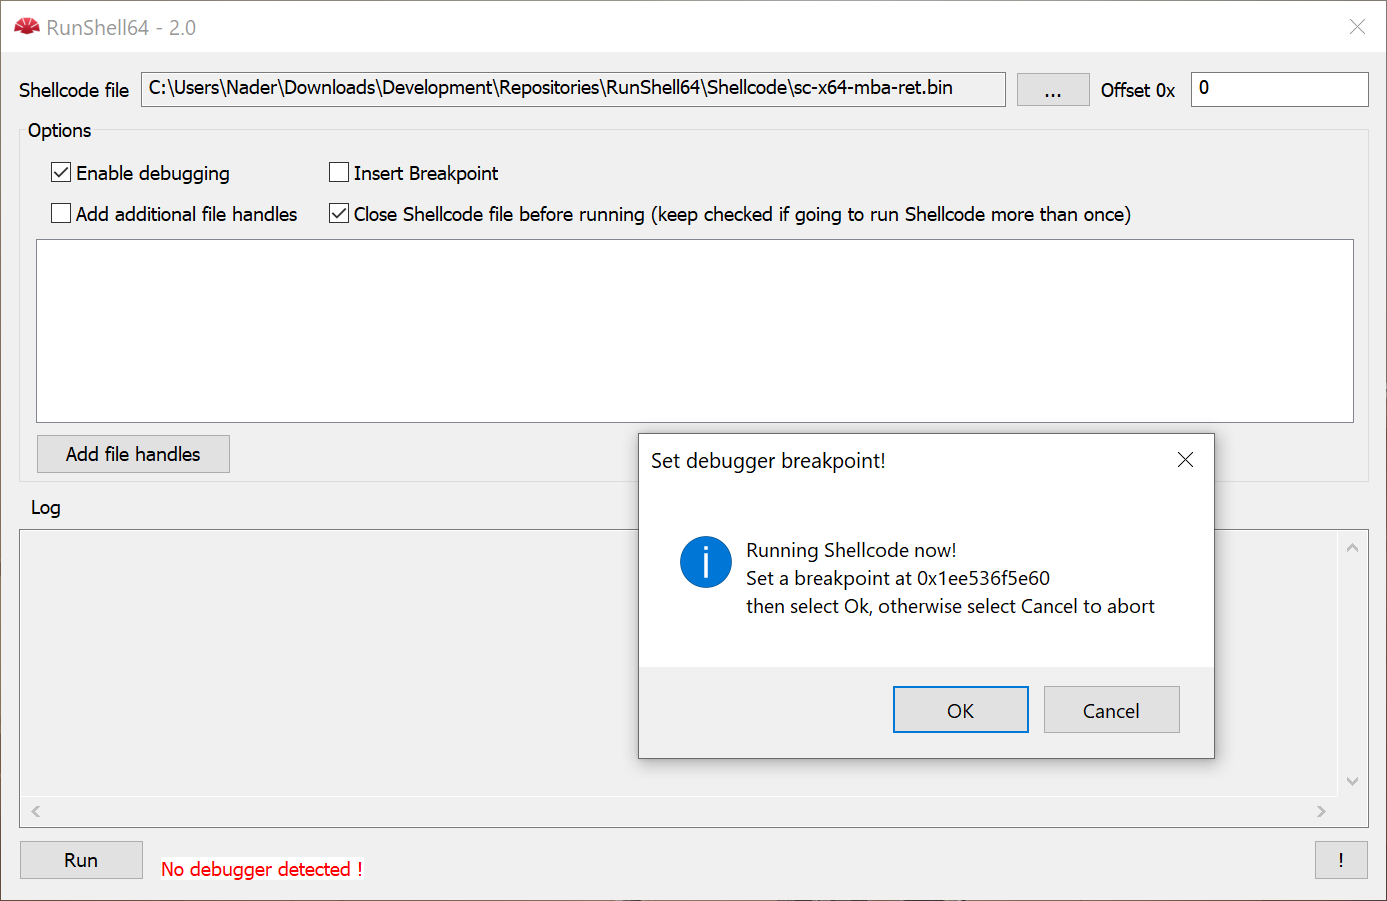 RunShell64 - 2.0
Shellcode file C:\Users\Nader\Downloads\Development\Repositories\RunShell64\Shellcode\sc-x64-mba-ret.bin ... Offset 0x 0
Options
Enable debugging Insert Breakpoint
Add additional file handles Close Shellcode file before running (keep checked if going to run Shellcode more than once)
Add file handles
Set debugger breakpoint!
Running Shellcode now!
Set a breakpoint at 0x1ee536f5e60
then select Ok, otherwise select Cancel to abort
OK Cancel
Log
Run No debugger detected ! !